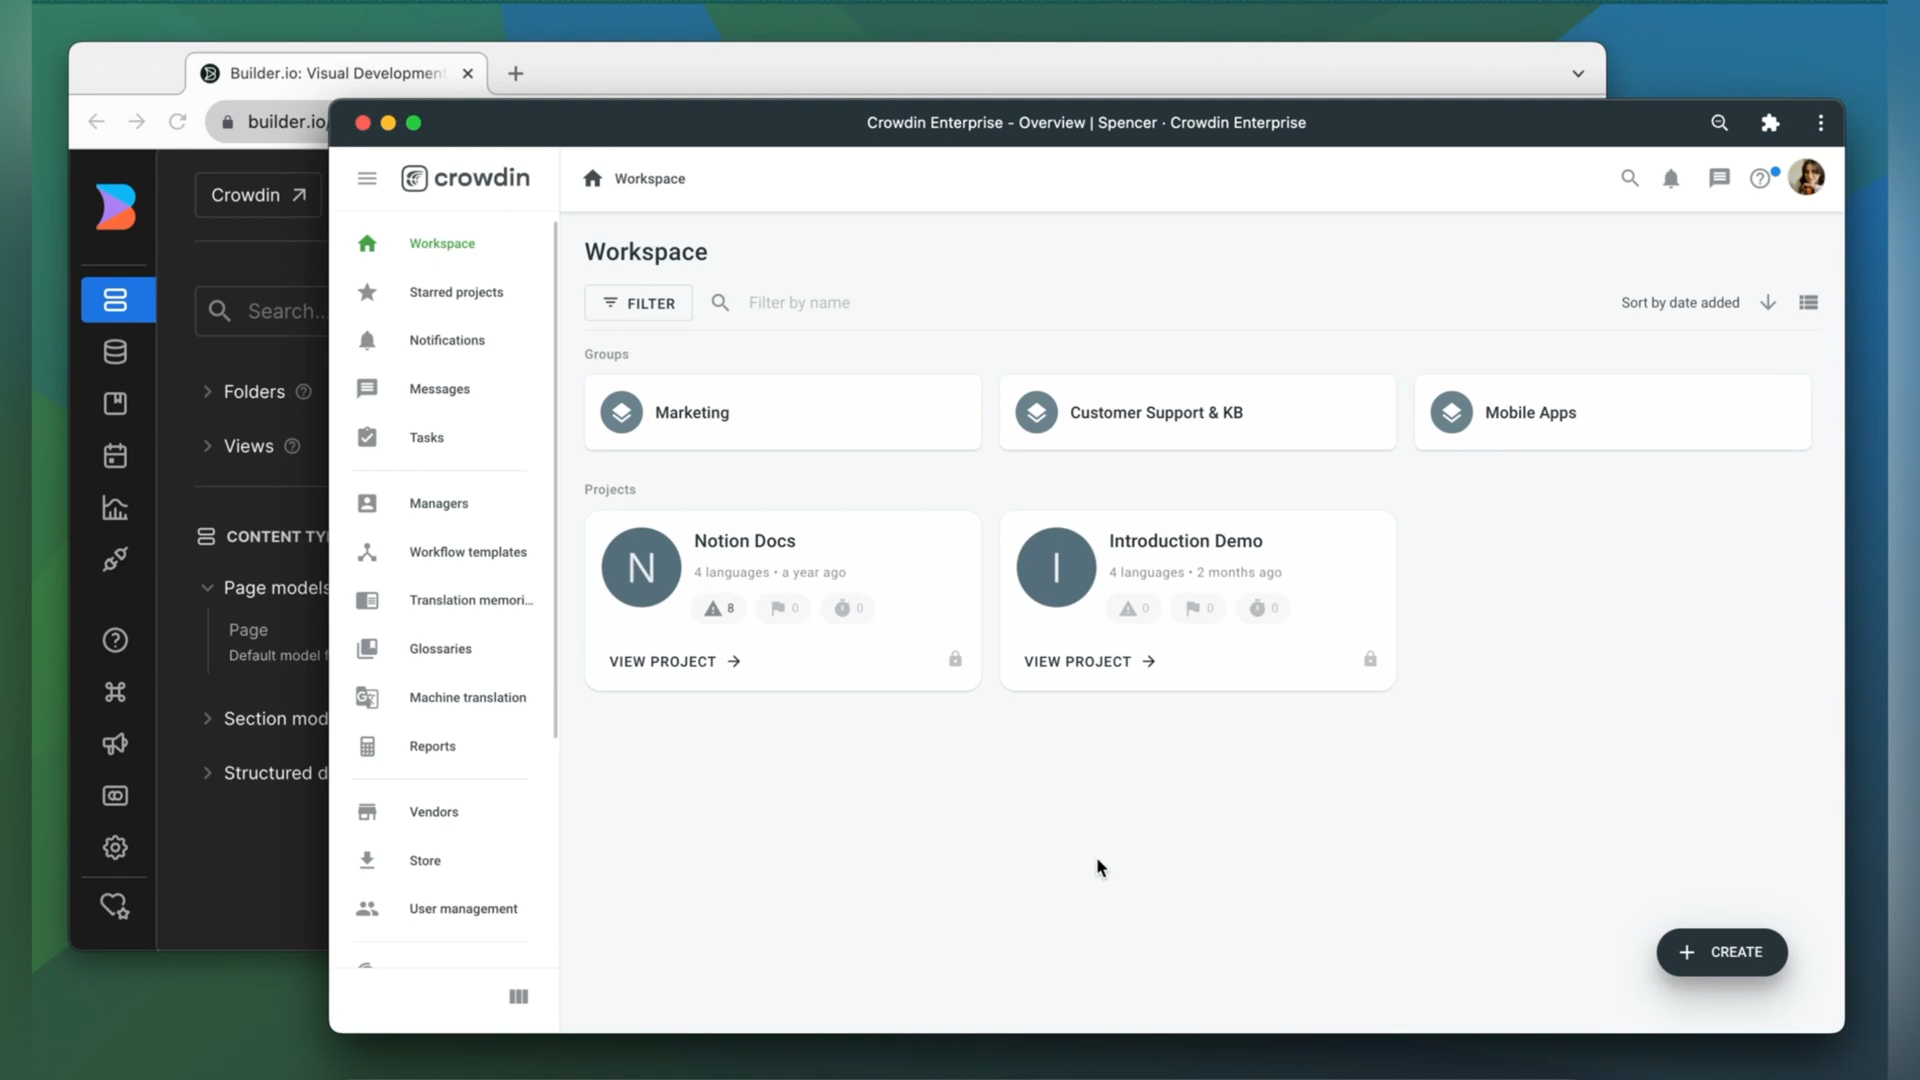 Builder.io: Visual Development
builder.io/
Crowdin
Search...
Folders
Views
CONTENT TY
Page models
Page
Default model f
Section mod
Structured d
Crowdin Enterprise - Overview | Spencer · Crowdin Enterprise
crowdin
Workspace
Workspace
Starred projects
Notifications
Messages
Tasks
Managers
Workflow templates
Translation memori...
Glossaries
Machine translation
Reports
Vendors
Store
User management
Workspace
FILTER
Filter by name
Sort by date added
Groups
Marketing
Customer Support & KB
Mobile Apps
Projects
N
Notion Docs
4 languages • a year ago
8
0
0
VIEW PROJECT
I
Introduction Demo
4 languages • 2 months ago
0
0
0
VIEW PROJECT
CREATE